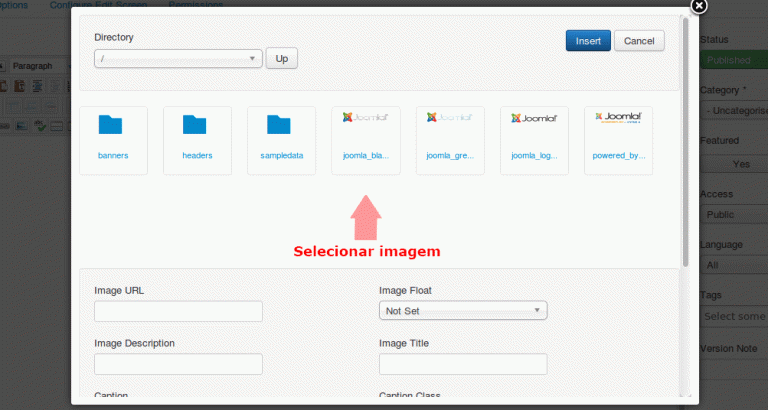 Options Configure Edit Screen Permissions
Directory
/
Up
Insert
Cancel
Status
Published
Paragraph
Category *
- Uncategorise
Joomla! Joomla! Joomla! Joomla!
banners headers sampledata joomla_bla... joomla_gre... joomla_log... powered_by...
Featured
Yes
Access
Public
Selecionar imagem
Language
All
Image URL
Image Float
Not Set
Tags
Select some
Image Description
Image Title
Version Note
Caption
Caption Class